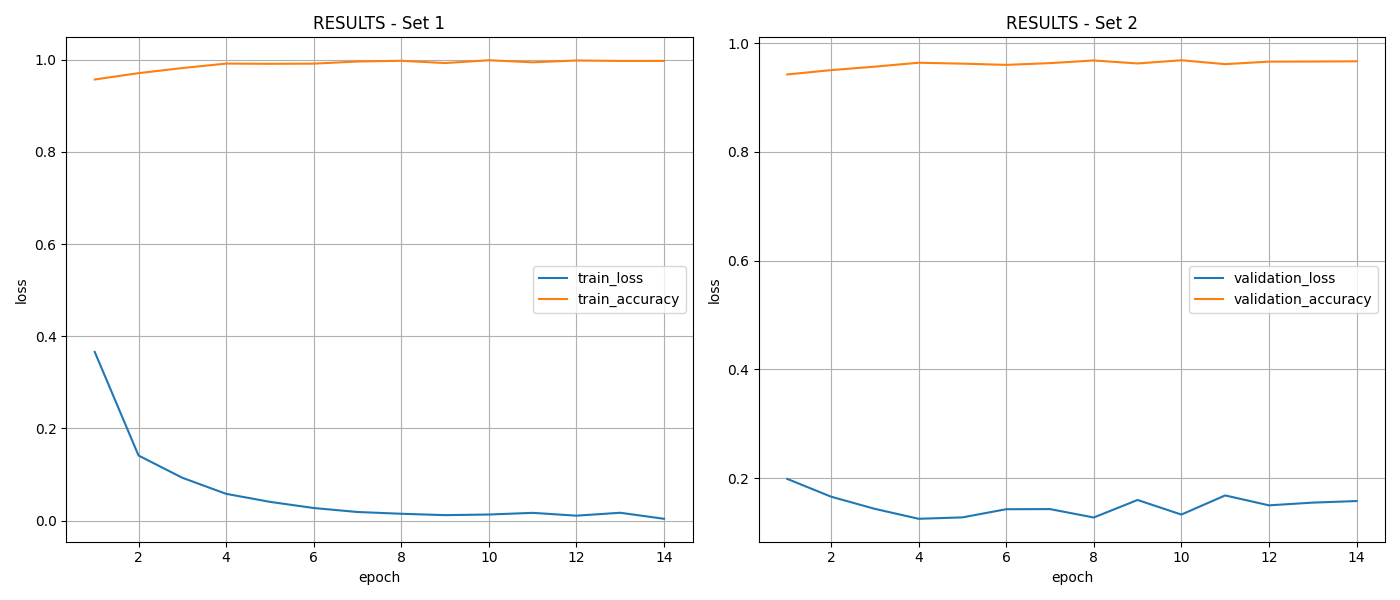 RESULTS - Set 1
1.0
0.8
0.6
0.4
0.2
0.0
loss
train_loss
train_accuracy
2 4 6 8 10 12 14
epoch
RESULTS - Set 2
1.0
0.8
0.6
0.4
0.2
loss
validation_loss
validation_accuracy
2 4 6 8 10 12 14
epoch